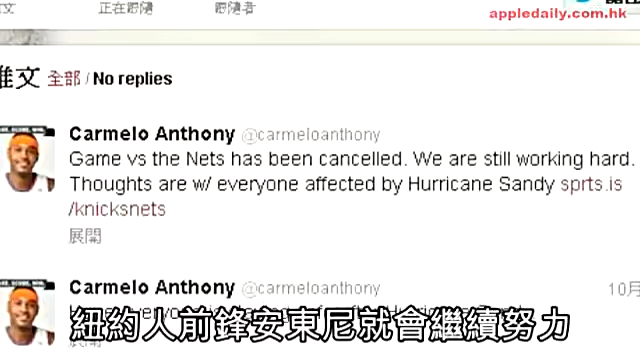 推文
正在跟隨
跟隨者
appledaily.com.hk
推文 全部 / No replies
Carmelo Anthony @carmeloanthony
Game vs the Nets has been cancelled. We are still working hard.
Thoughts are w/ everyone affected by Hurricane Sandy sprts.is
/knicksnets
展開
Carmelo Anthony @carmeloanthony 10月
紐約人前鋒安東尼就會繼續努力